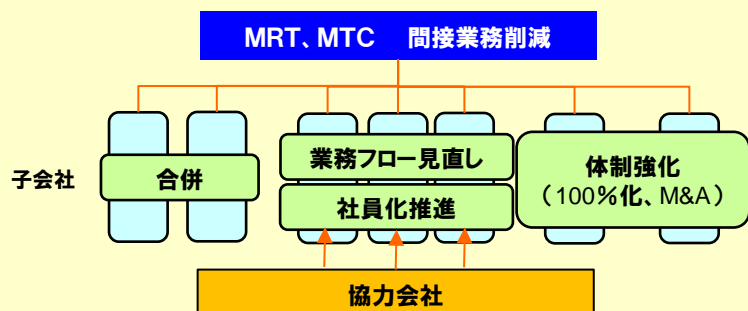 MRT、MTC 間接業務削減
子会社
合併
業務フロー見直し
社員化推進
体制強化
（100%化、M&A）
協力会社